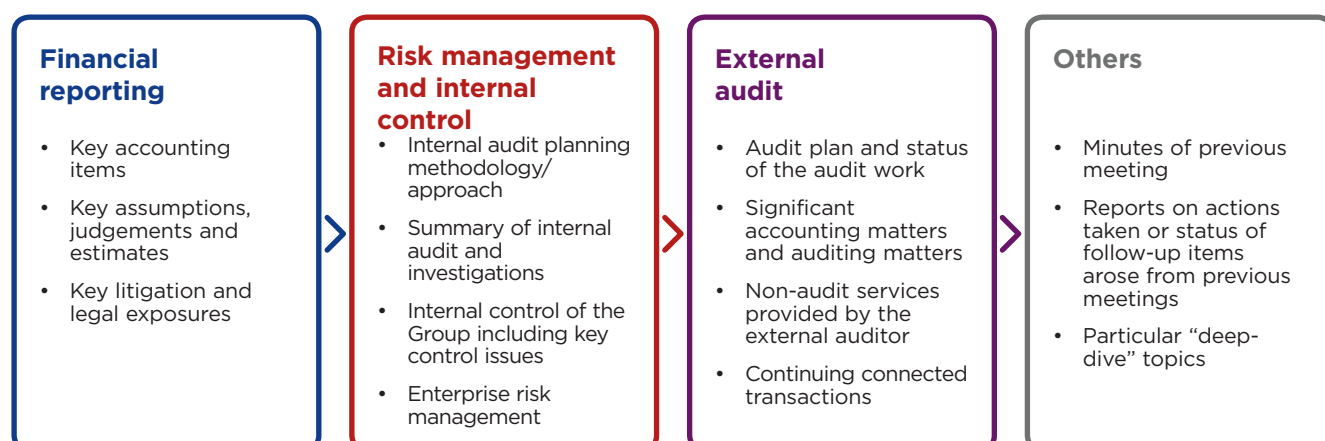 Financial
reporting
• Key accounting
items
• Key assumptions,
judgements and
estimates
• Key litigation and
legal exposures
Risk management
and internal
control
• Internal audit planning
methodology/
approach
• Summary of internal
audit and
investigations
• Internal control of the
Group including key
control issues
• Enterprise risk
management
External
audit
• Audit plan and status
of the audit work
• Significant
accounting matters
and auditing matters
• Non-audit services
provided by the
external auditor
• Continuing connected
transactions
Others
• Minutes of previous
meeting
• Reports on actions
taken or status of
follow-up items
arose from previous
meetings
• Particular “deep-
dive” topics